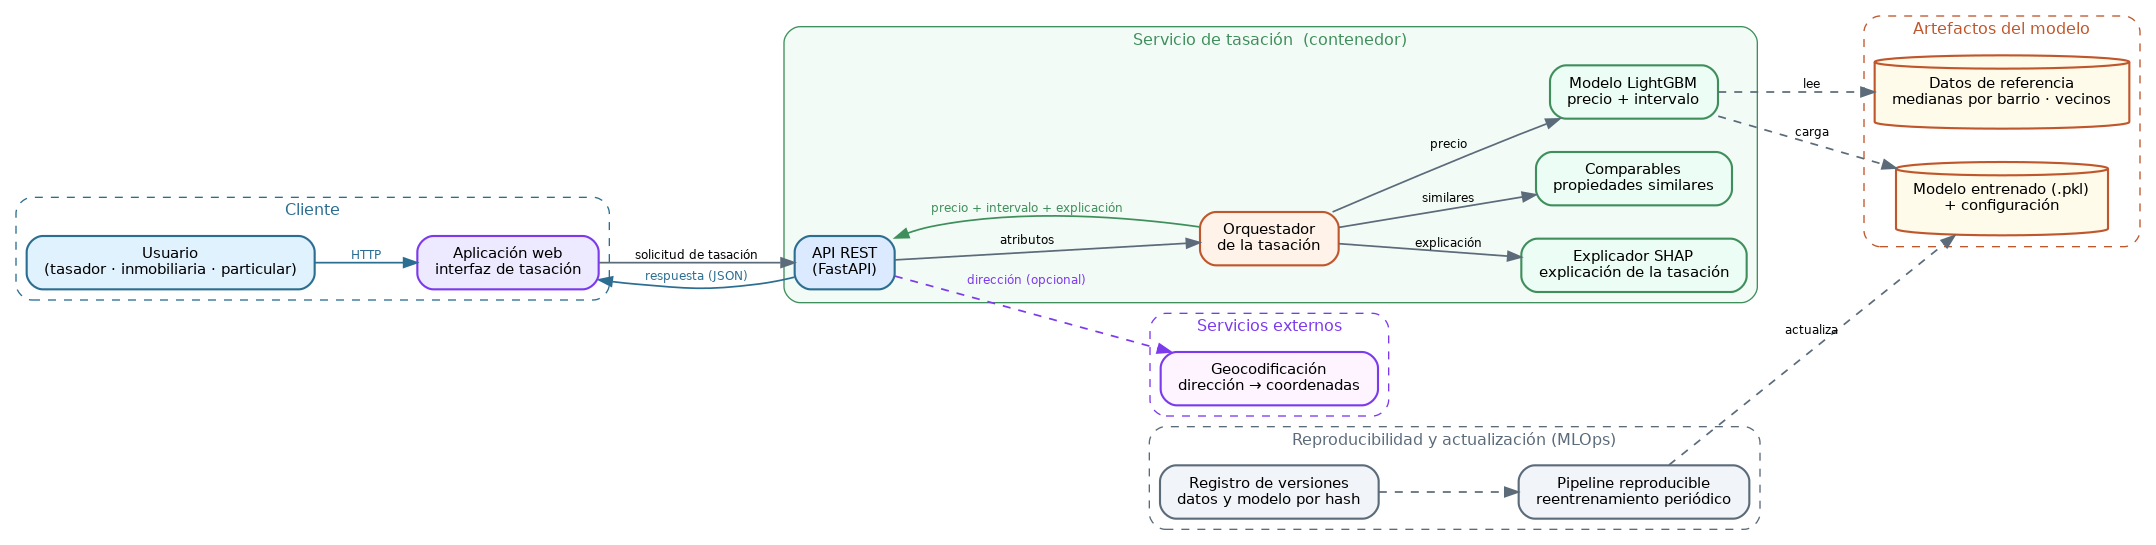 Cliente
Usuario
(tasador · inmobiliaria · particular)
HTTP
Aplicación web
interfaz de tasación
solicitud de tasación
respuesta (JSON)
Servicio de tasación (contenedor)
API REST
(FastAPI)
precio + intervalo + explicación
atributos
dirección (opcional)
Orquestador
de la tasación
precio
similares
explicación
Modelo LightGBM
precio + intervalo
Comparables
propiedades similares
Explicador SHAP
explicación de la tasación
lee
carga
Artefactos del modelo
Datos de referencia
medianas por barrio · vecinos
Modelo entrenado (.pkl)
+ configuración
Servicios externos
Geocodificación
dirección → coordenadas
actualiza
Reproducibilidad y actualización (MLOps)
Registro de versiones
datos y modelo por hash
Pipeline reproducible
reentrenamiento periódico